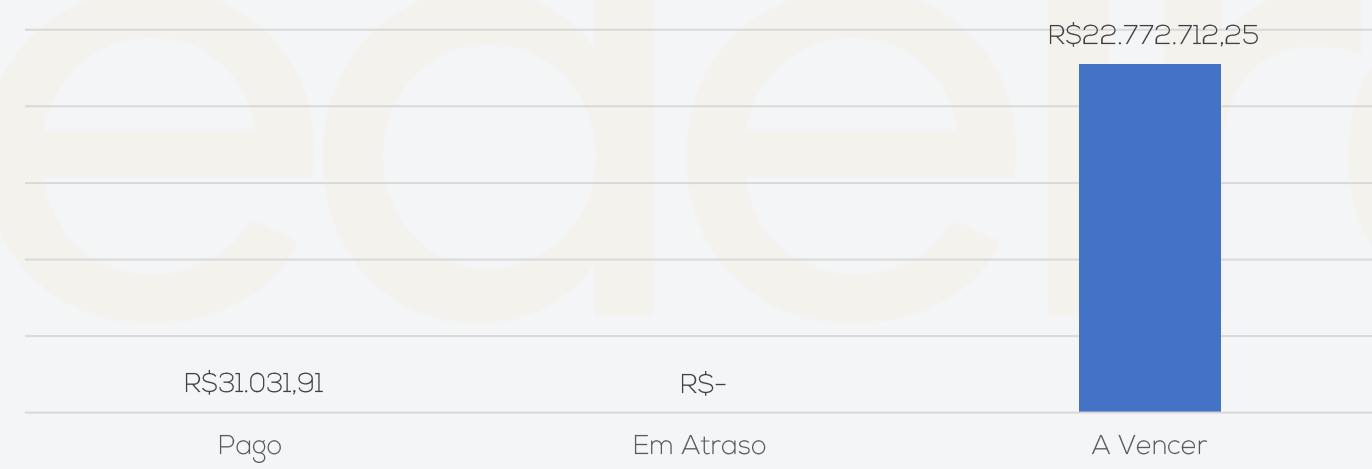 R$22.772.712,25
R$31.031,91
R$-
Pago
Em Atraso
A Vencer